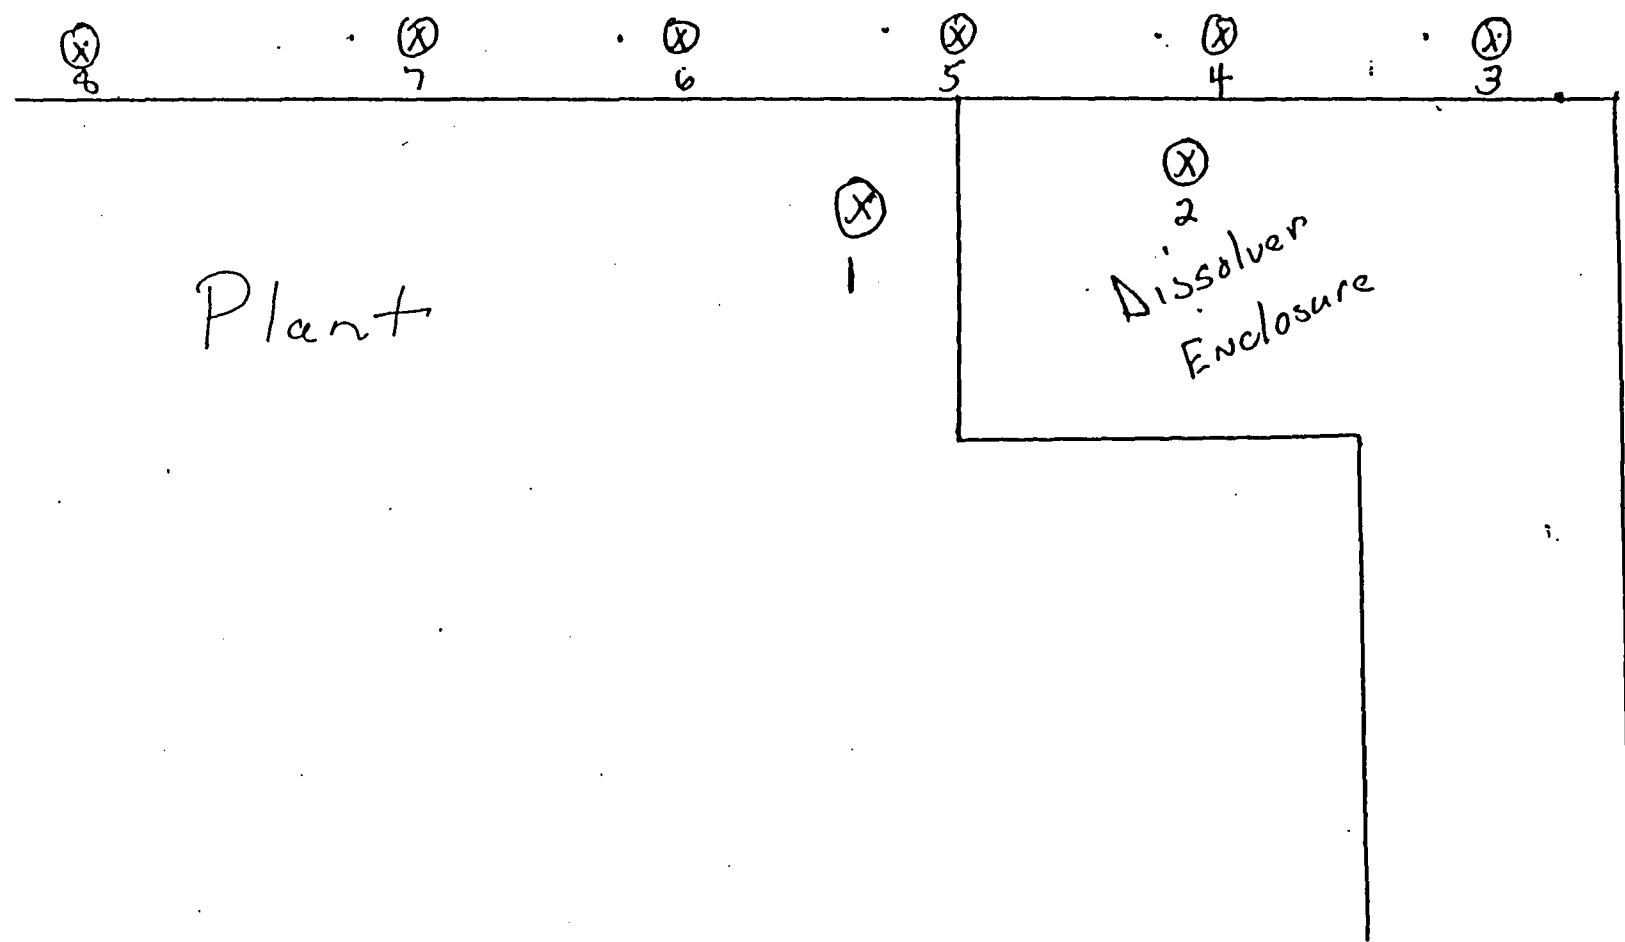 X X X X X X
8 7 6 5 4 3
X
2
X
1
Dissolver
Enclosure
Plant